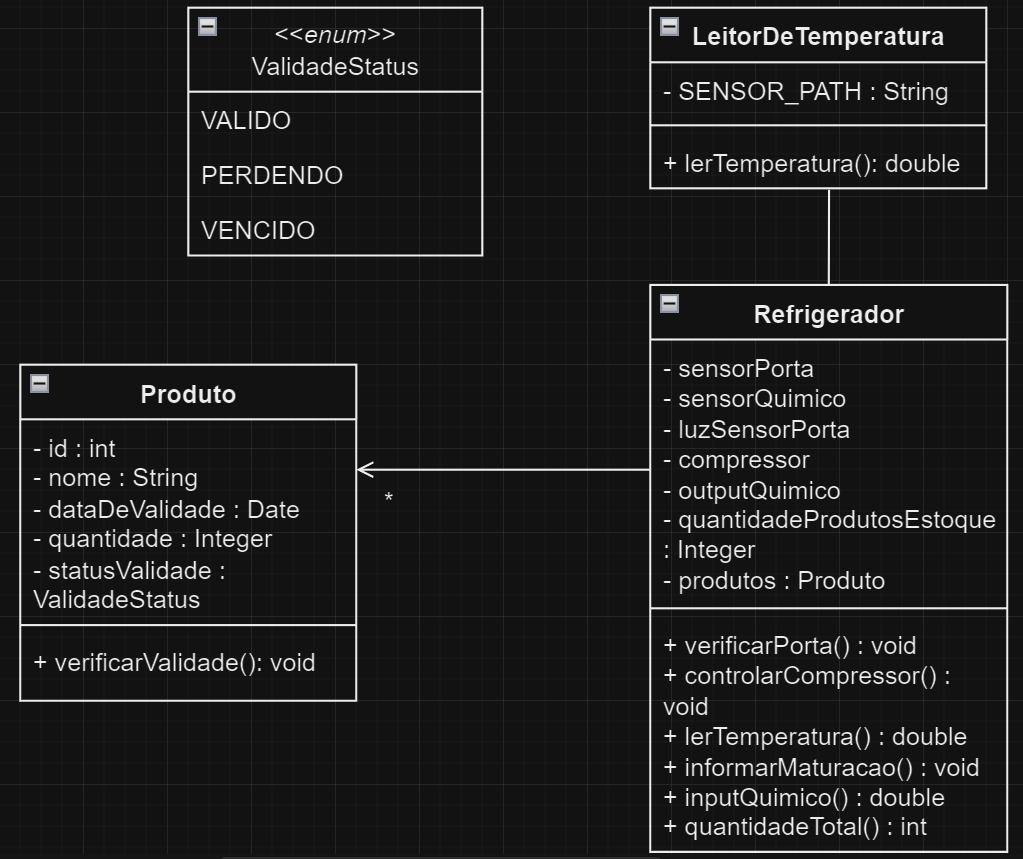 <<enum>>
ValidadeStatus
VALIDO
PERDENDO
VENCIDO
LeitorDeTemperatura
- SENSOR_PATH : String
+ lerTemperatura(): double
Produto
- id : int
- nome : String
- dataDeValidade : Date
- quantidade : Integer
- statusValidade :
ValidadeStatus
+ verificarValidade(): void
*
Refrigerador
- sensorPorta
- sensorQuimico
- luzSensorPorta
- compressor
- outputQuimico
- quantidadeProdutosEstoque
: Integer
- produtos : Produto
+ verificarPorta() : void
+ controlarCompressor() :
void
+ lerTemperatura() : double
+ informarMaturacao() : void
+ inputQuimico() : double
+ quantidadeTotal() : int